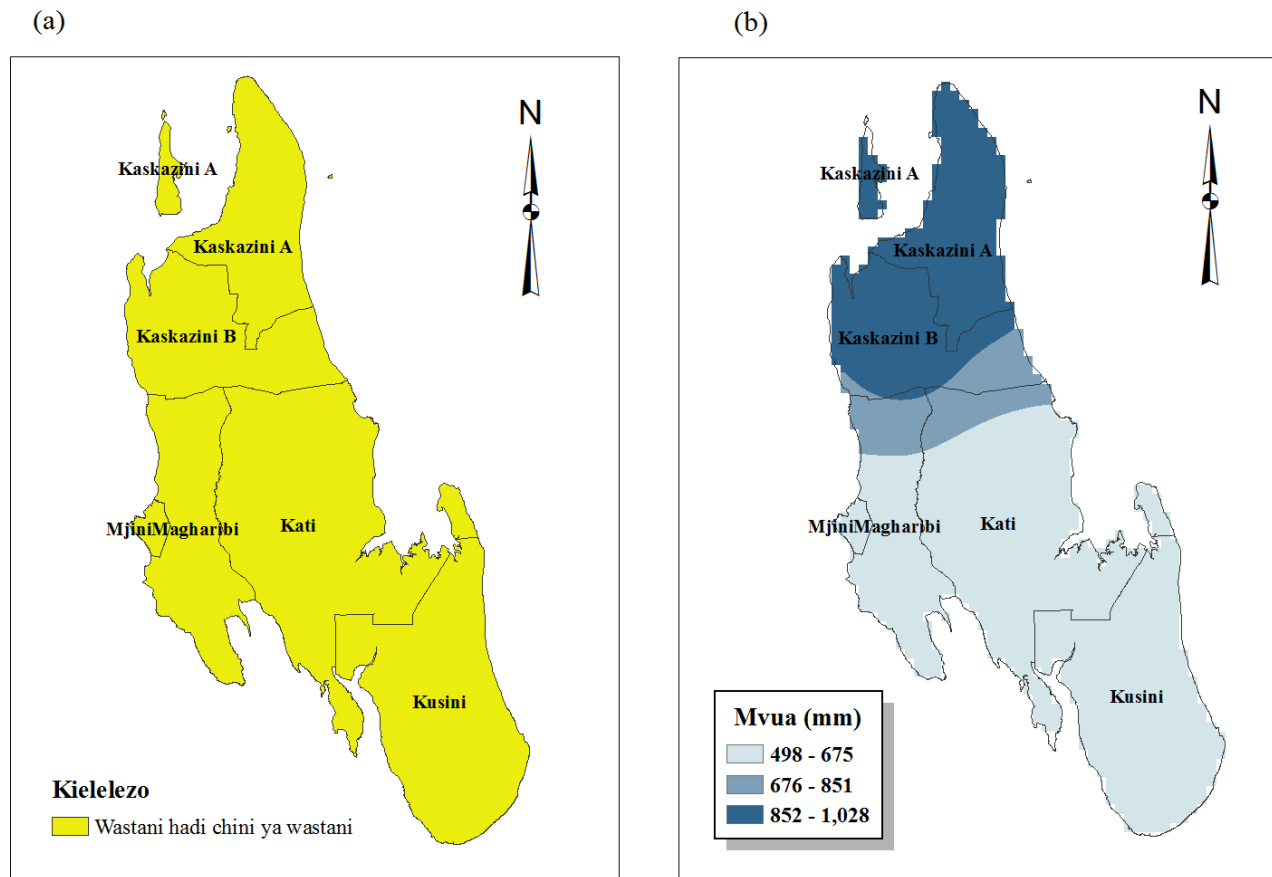 (a)
N
Kaskazini A
Kaskazini A
Kaskazini B
MjiniMagharibi
Kati
Kusini
Kielelezo
Wastani hadi chini ya wastani
(b)
N
Kaskazini A
Kaskazini A
Kaskazini B
MjiniMagharibi
Kati
Kusini
Mvua (mm)
498 - 675
676 - 851
852 - 1,028